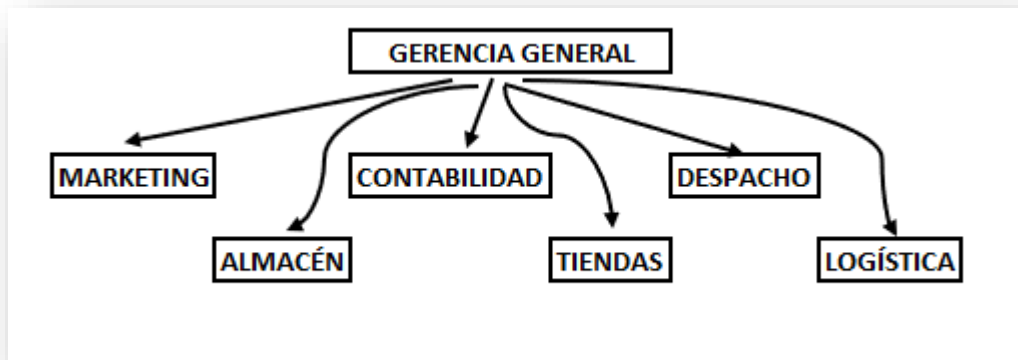 GERENCIA GENERAL
MARKETING
CONTABILIDAD
DESPACHO
ALMACÉN
TIENDAS
LOGÍSTICA